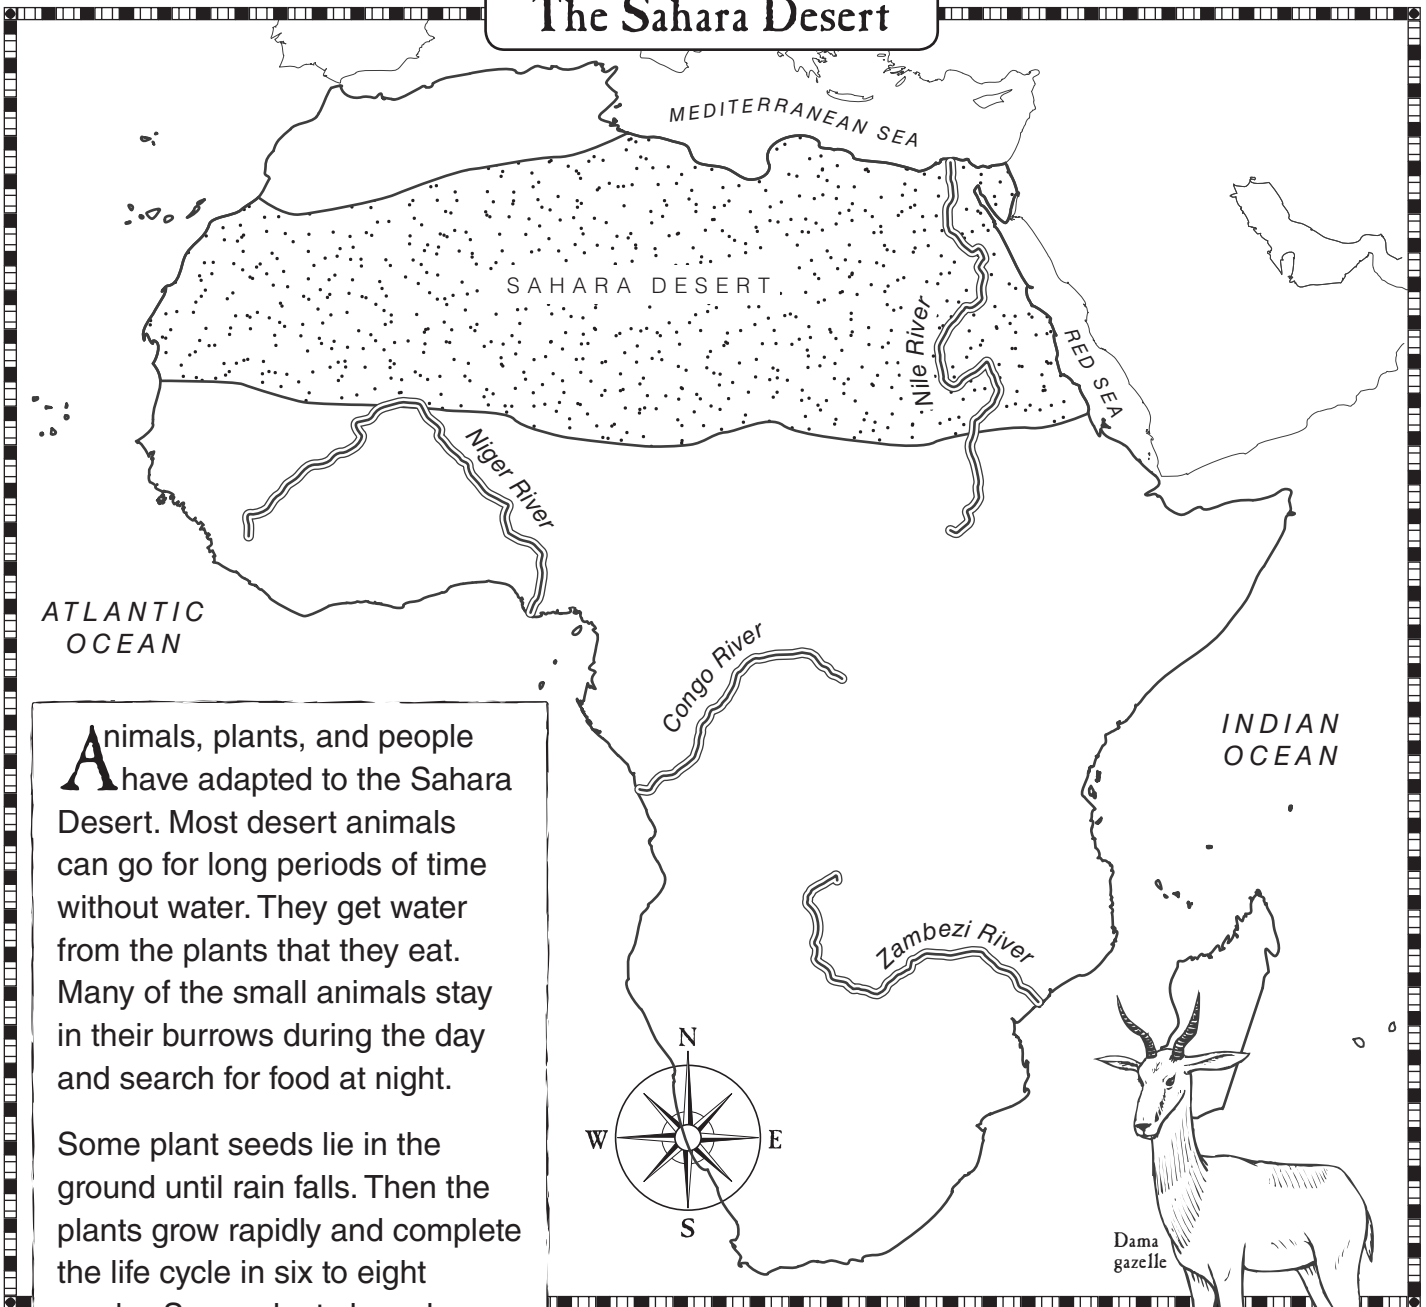 The Sahara Desert
MEDITERRANEAN SEA
SAHARA DESERT
Nile River
RED SEA
Niger River
ATLANTIC
OCEAN
Congo River
INDIAN
OCEAN
Zambezi River
N
W
E
S
Dama
gazelle
Animals, plants, and people
have adapted to the Sahara
Desert. Most desert animals
can go for long periods of time
without water. They get water
from the plants that they eat.
Many of the small animals stay
in their burrows during the day
and search for food at night.
Some plant seeds lie in the
ground until rain falls. Then the
plants grow rapidly and complete
the life cycle in six to eight